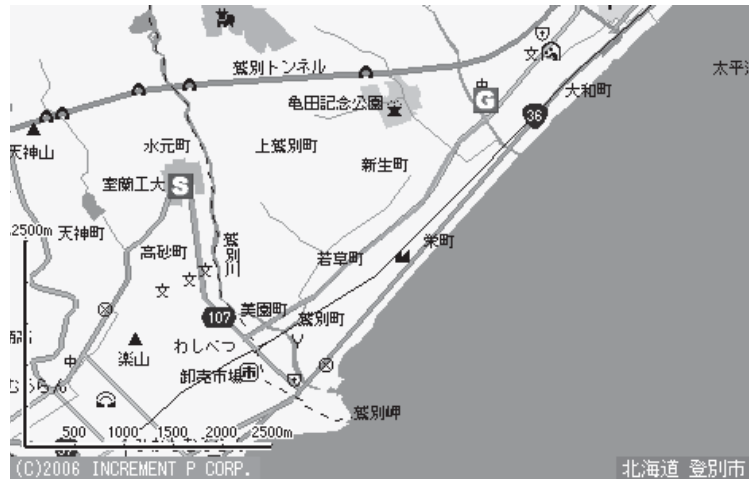 鷲別トンネル
太平洋
大和町
亀田記念公園
G
36
文
水元町
上鷲別町
天神山
新生町
室蘭工大
S
2500m
天神町
鷲別川
栄町
高砂町
若草町
文
文
文
107
美園町
鷲別町
わしべつ
楽山
中
卸売市場
市
鷲別岬
500 1000 1500 2000 2500m
(C)2006 INCREMENT P CORP.
北海道 登別市